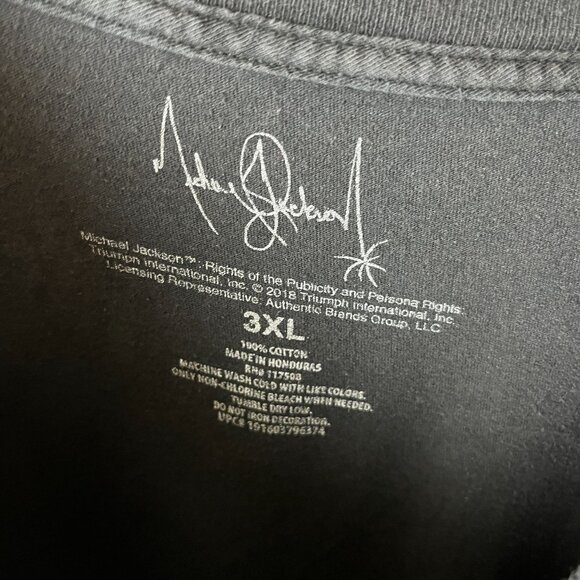 Michael Jackson
Michael Jackson™: Rights of the Publicity and Persona Rights:
Triumph International, Inc. © 2018 Triumph International, Inc.
Licensing Representative: Authentic Brands Group, LLC
3XL
100% COTTON
MADE IN HONDURAS
RN# 117508
MACHINE WASH COLD WITH LIKE COLORS.
ONLY NON-CHLORINE BLEACH WHEN NEEDED.
TUMBLE DRY LOW.
DO NOT IRON DECORATION.
UPC# 191603796374